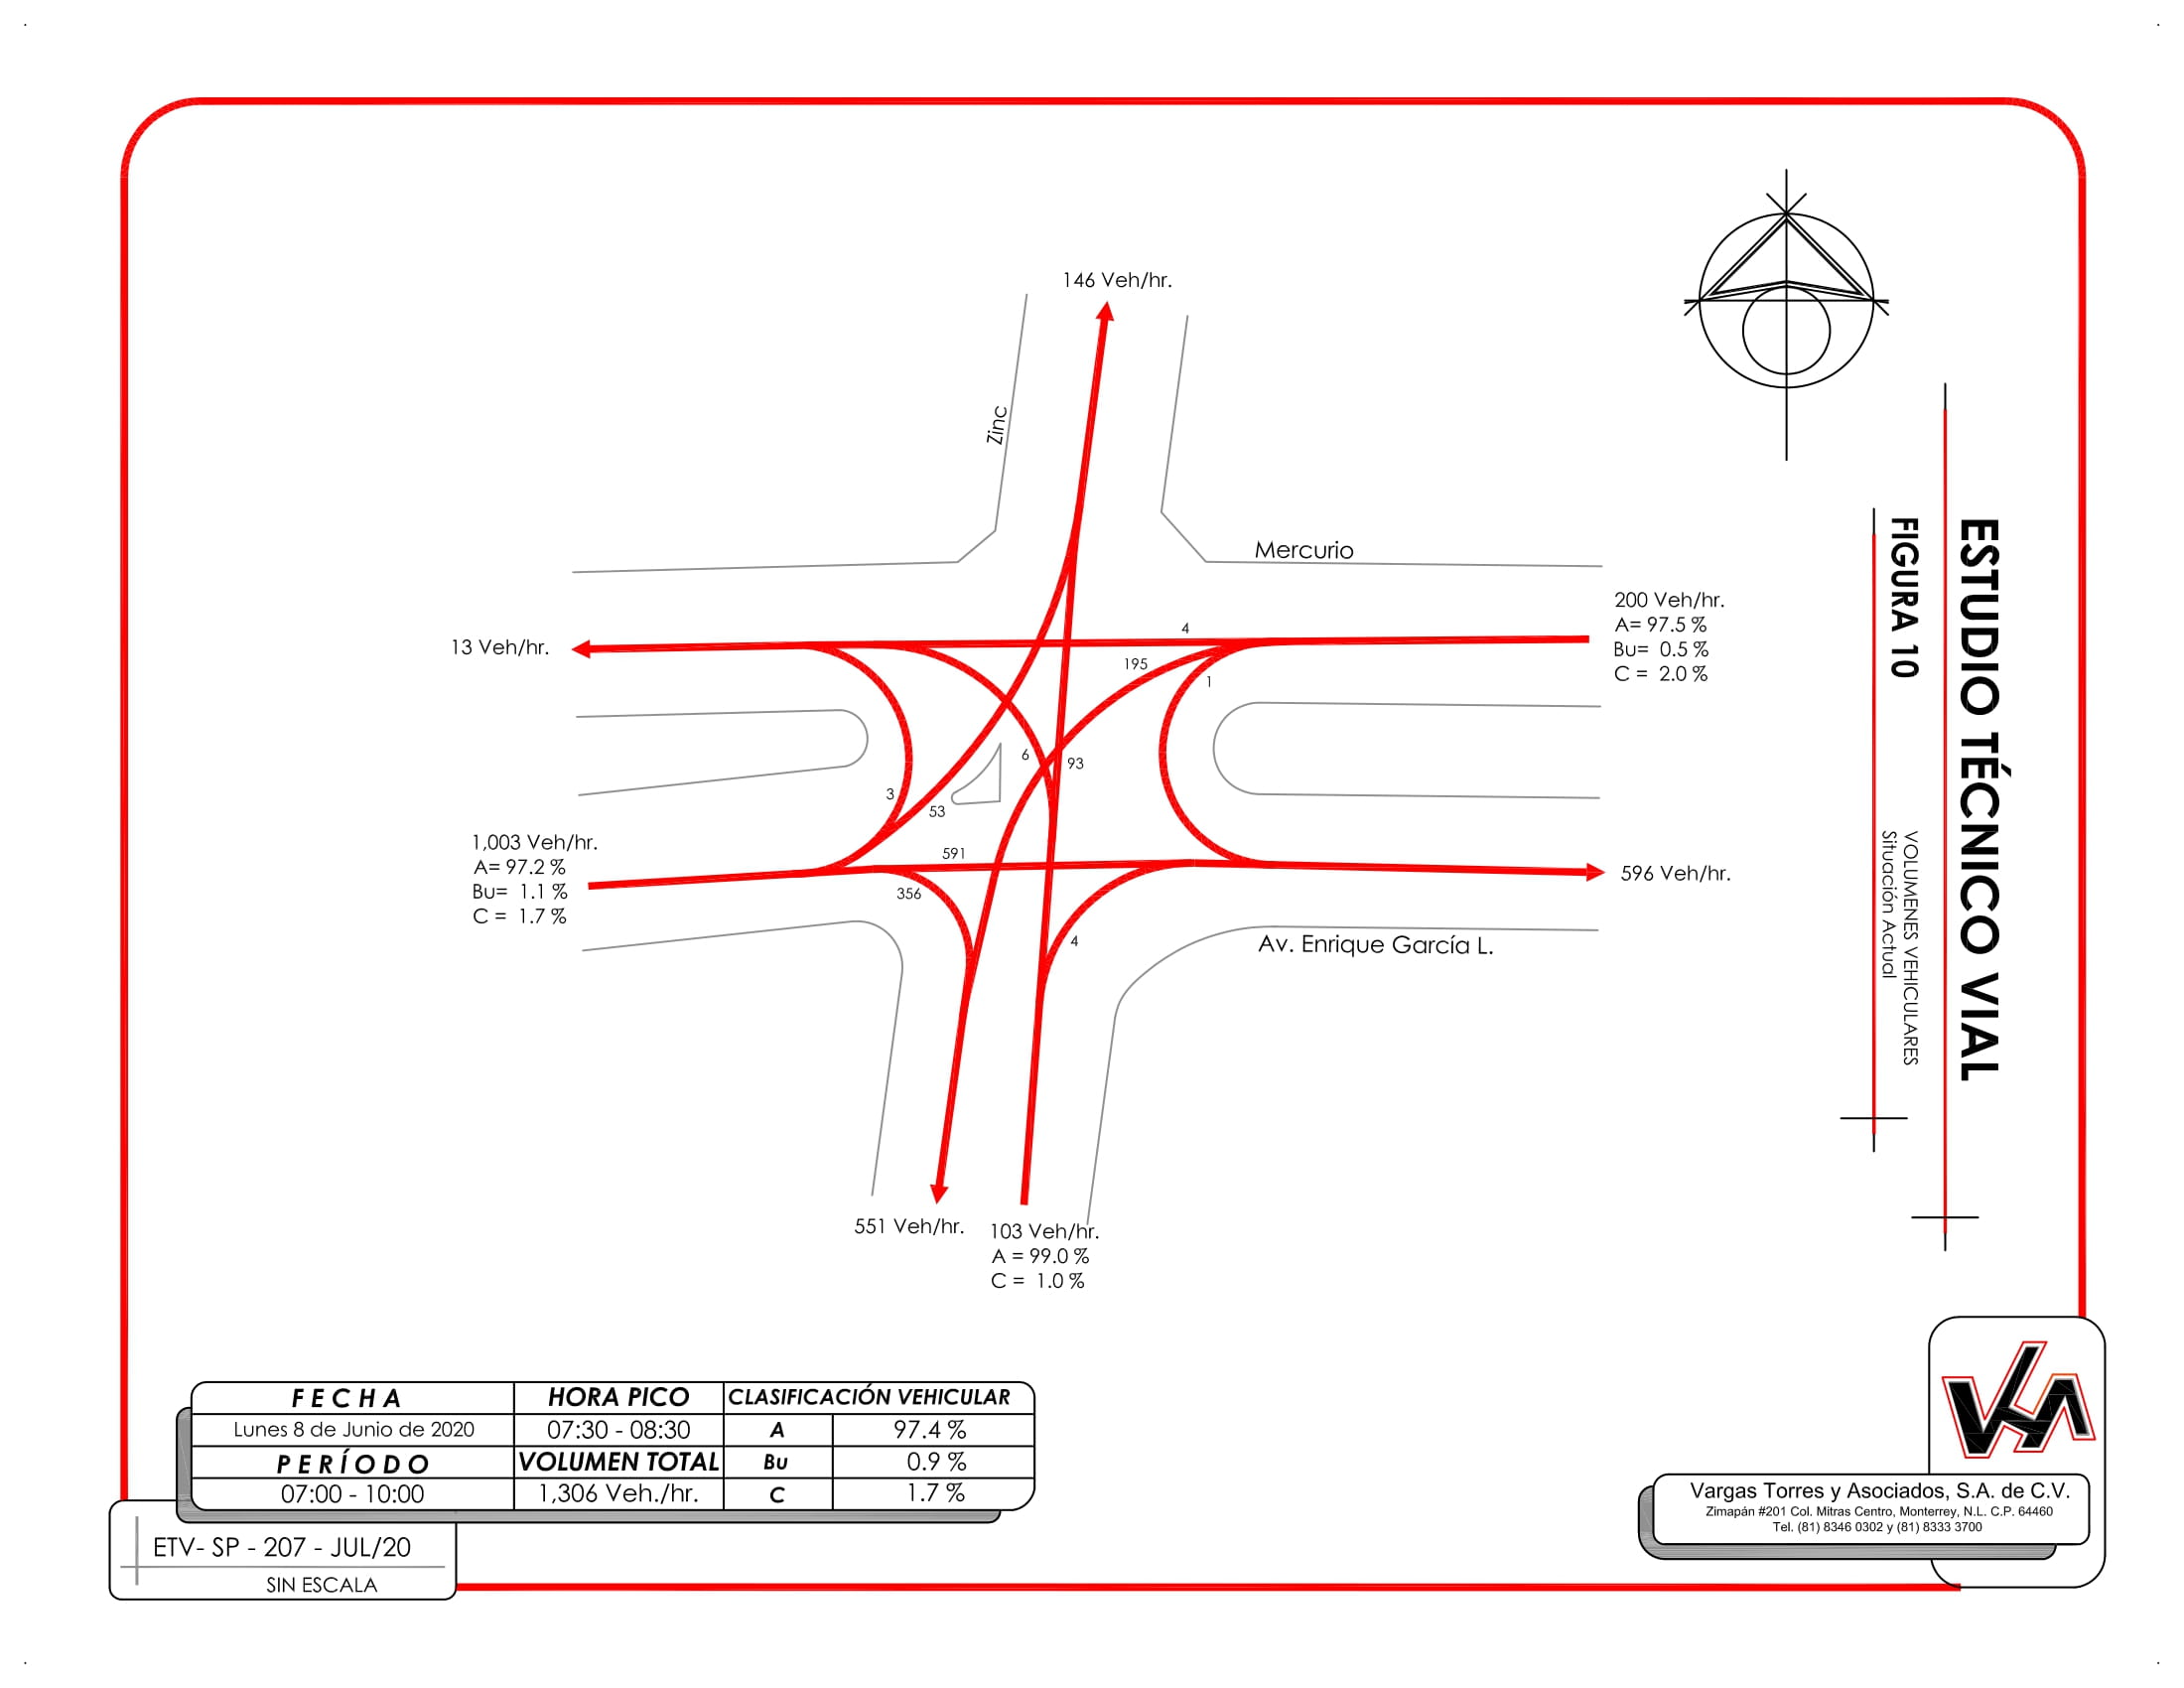 146 Veh/hr.
Zinc
Mercurio
200 Veh/hr.
A= 97.5 %
Bu=  0.5 %
C =  2.0 %
4
13 Veh/hr.
195
1
6
93
3
53
1,003 Veh/hr.
A= 97.2 %
Bu=  1.1 %
C =  1.7 %
591
356
596 Veh/hr.
4
Av. Enrique García L.
551 Veh/hr.
103 Veh/hr.
A = 99.0 %
C =  1.0 %
ESTUDIO TÉCNICO VIAL
FIGURA 10
VOLUMENES VEHICULARES
Situación Actual
FECHA HORA PICO CLASIFICACIÓN VEHICULAR
Lunes 8 de Junio de 2020 07:30 - 08:30 A 97.4 %
PERÍODO VOLUMEN TOTAL Bu 0.9 %
07:00 - 10:00 1,306 Veh./hr. C 1.7 %
ETV- SP - 207 - JUL/20
SIN ESCALA
VTA
Vargas Torres y Asociados, S.A. de C.V.
Zimapán #201 Col. Mitras Centro, Monterrey, N.L. C.P. 64460
Tel. (81) 8346 0302 y (81) 8333 3700